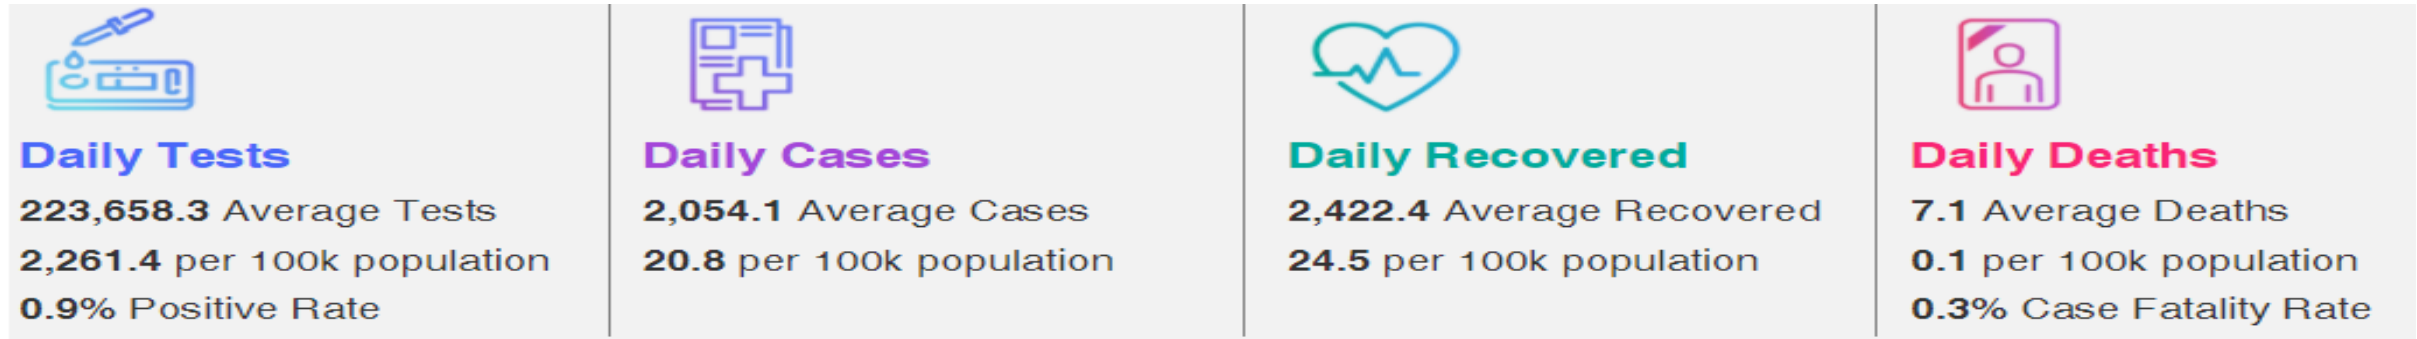 Daily Tests
223,658.3 Average Tests
2,261.4 per 100k population
0.9% Positive Rate
Daily Cases
2,054.1 Average Cases
20.8 per 100k population
Daily Recovered
2,422.4 Average Recovered
24.5 per 100k population
Daily Deaths
7.1 Average Deaths
0.1 per 100k population
0.3% Case Fatality Rate